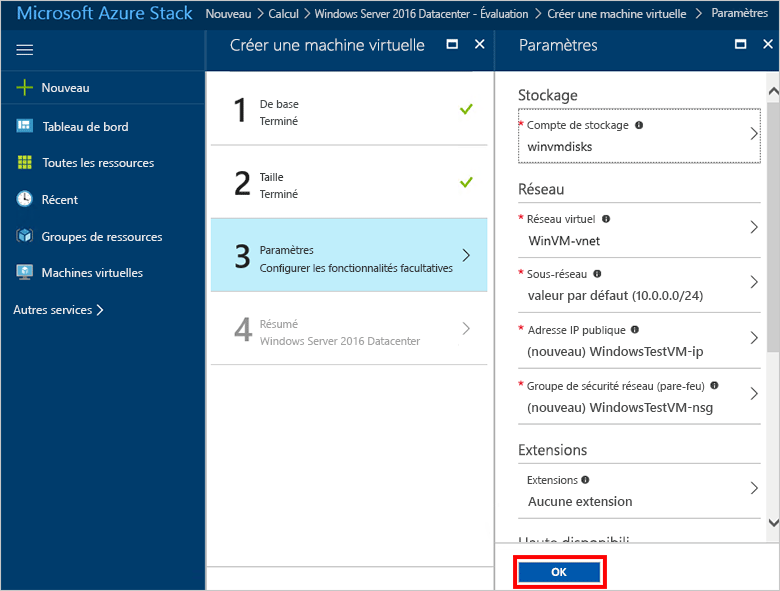 Microsoft Azure Stack Nouveau > Calcul > Windows Server 2016 Datacenter - Évaluation > Créer une machine virtuelle > Paramètres
Nouveau
Tableau de bord
Toutes les ressources
Récent
Groupes de ressources
Machines virtuelles
Autres services >
Créer une machine virtuelle
1
De base
Terminé
2
Taille
Terminé
3
Paramètres
Configurer les fonctionnalités facultatives
4
Résumé
Windows Server 2016 Datacenter
Paramètres
Stockage
* Compte de stockage
winvmdisks
Réseau
* Réseau virtuel
WinVM-vnet
* Sous-réseau
valeur par défaut (10.0.0.0/24)
* Adresse IP publique
(nouveau) WindowsTestVM-ip
* Groupe de sécurité réseau (pare-feu)
(nouveau) WindowsTestVM-nsg
Extensions
Extensions
Aucune extension
Haute disponibili
OK